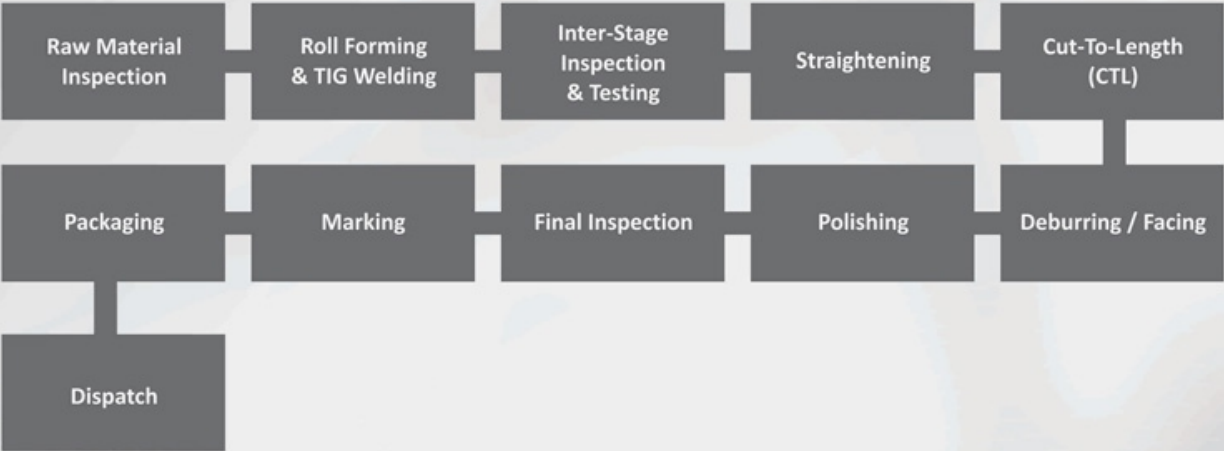 Raw Material
Inspection
Roll Forming
& TIG Welding
Inter-Stage
Inspection
& Testing
Straightening
Cut-To-Length
(CTL)
Packaging
Marking
Final Inspection
Polishing
Deburring / Facing
Dispatch